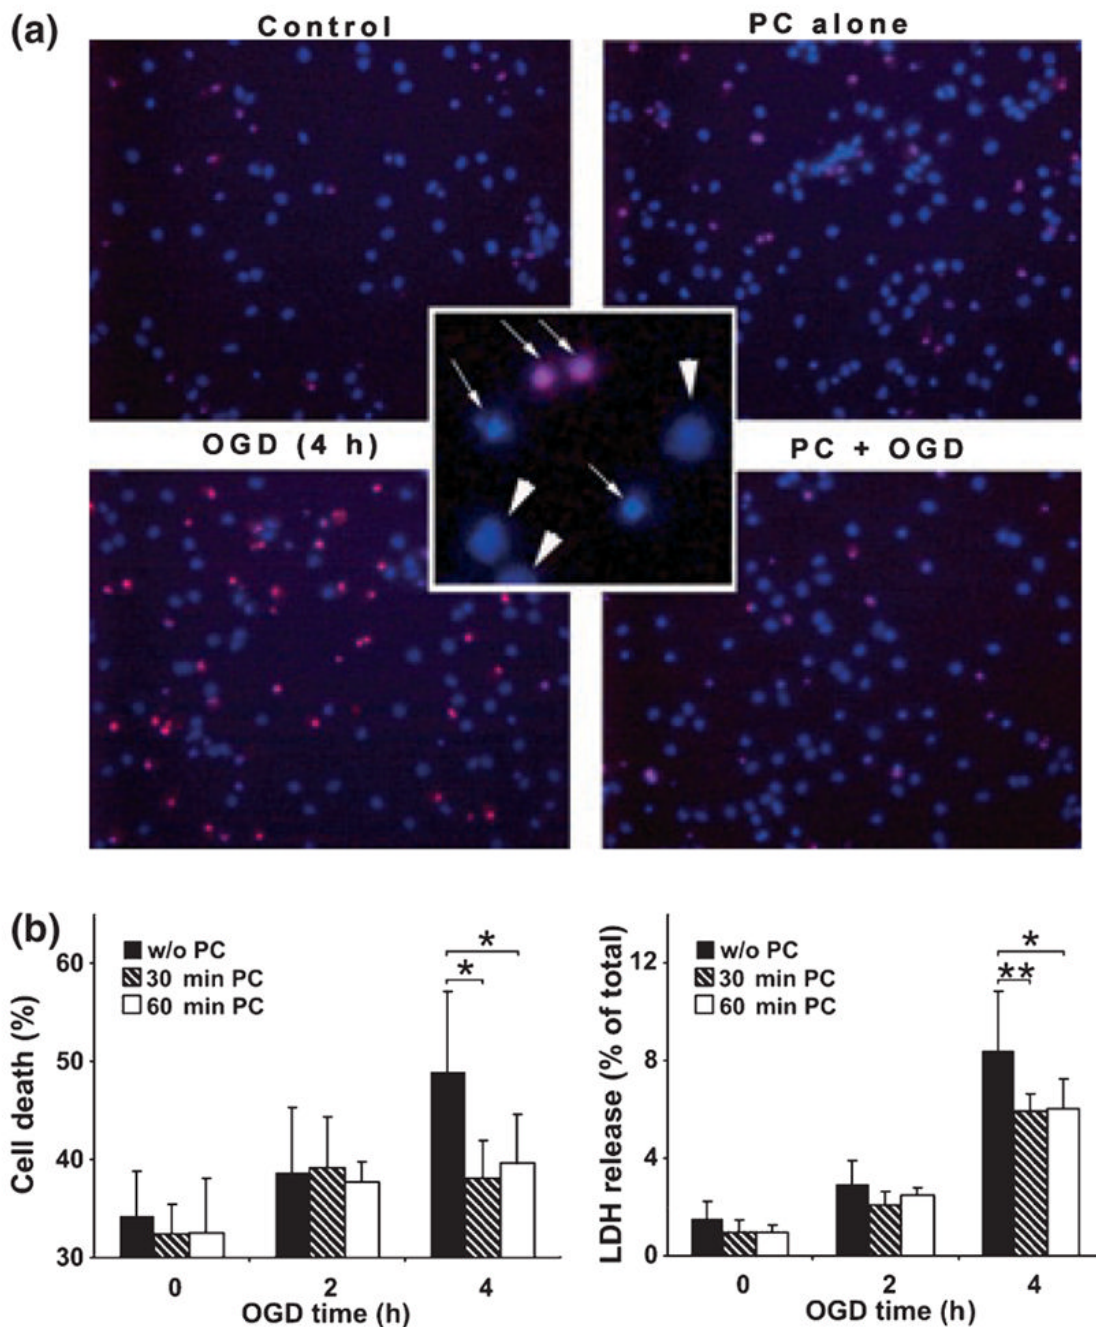 (a)
Control
PC alone
OGD (4 h)
PC + OGD
(b)
w/o PC
30 min PC
60 min PC
Cell death (%)
60
50
40
30
*
*
0
2
4
OGD time (h)
w/o PC
30 min PC
60 min PC
LDH release (% of total)
12
8
4
0
*
**
0
2
4
OGD time (h)